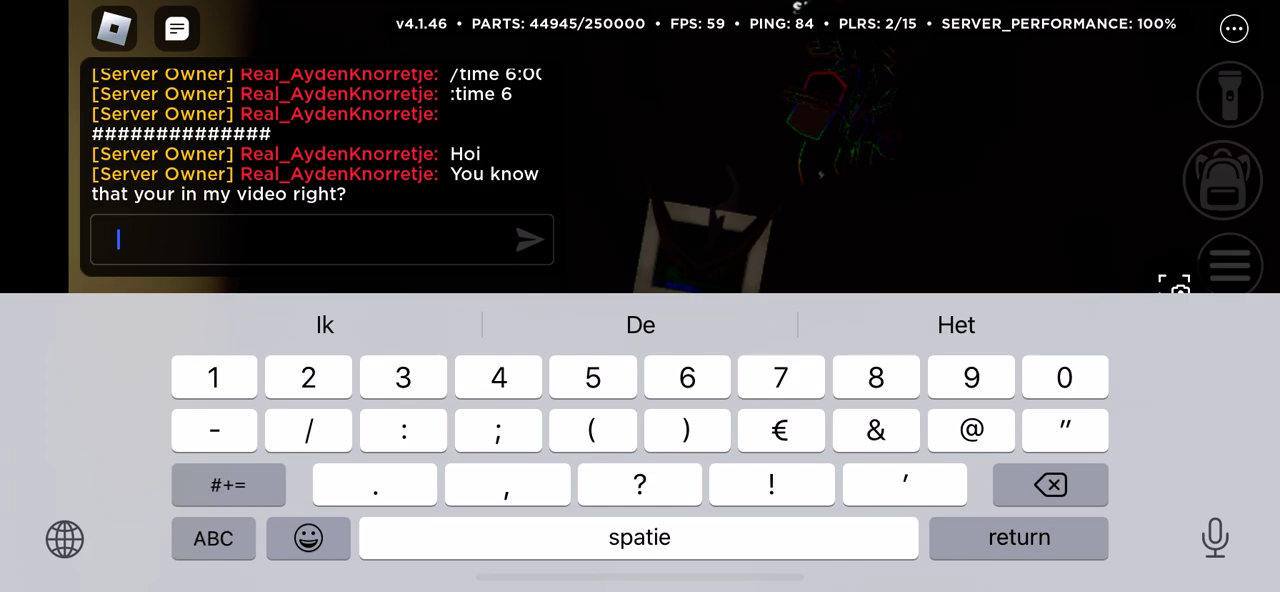 v4.1.46 • PARTS: 44945/250000 • FPS: 59 • PING: 84 • PLRS: 2/15 • SERVER_PERFORMANCE: 100%
[Server Owner] Real_AydenKnorretje: /time 6:00
[Server Owner] Real_AydenKnorretje: :time 6
[Server Owner] Real_AydenKnorretje:
##############
[Server Owner] Real_AydenKnorretje: Hoi
[Server Owner] Real_AydenKnorretje: You know
that your in my video right?
Ik De Het
1 2 3 4 5 6 7 8 9 0
- / : ; ( ) € & @ "
#+= . , ? ! '
ABC spatie return